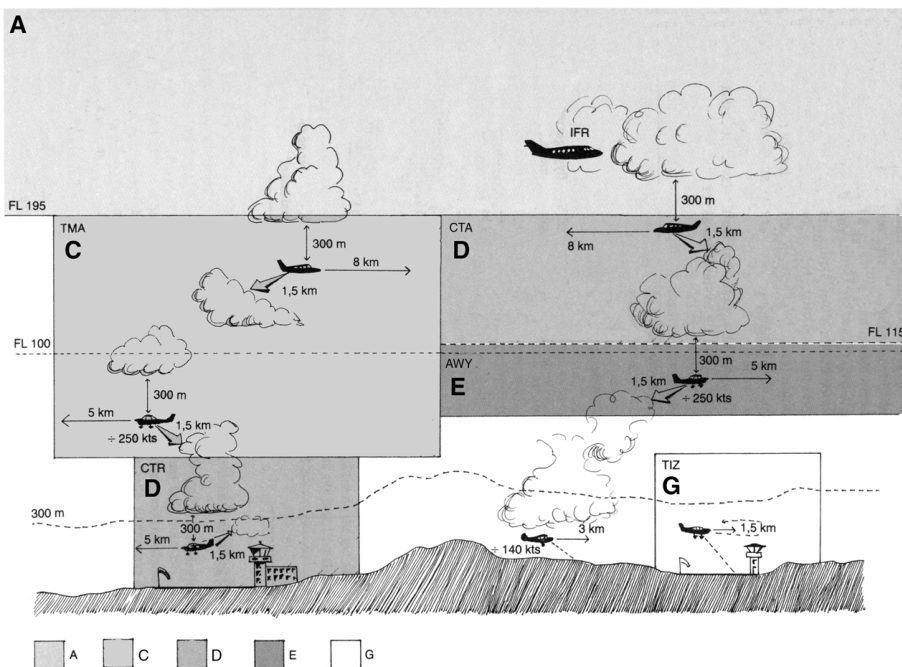 A
IFR
300 m
FL 195
TMA
C
300 m
8 km
1,5 km
CTA
D
8 km
1,5 km
FL 115
FL 100
300 m
AWY
E
1,5 km
5 km
÷ 250 kts
300 m
5 km
1,5 km
÷ 250 kts
CTR
D
TIZ
G
300 m
300 m
5 km
1,5 km
3 km
÷ 140 kts
1,5 km
A
C
D
E
G